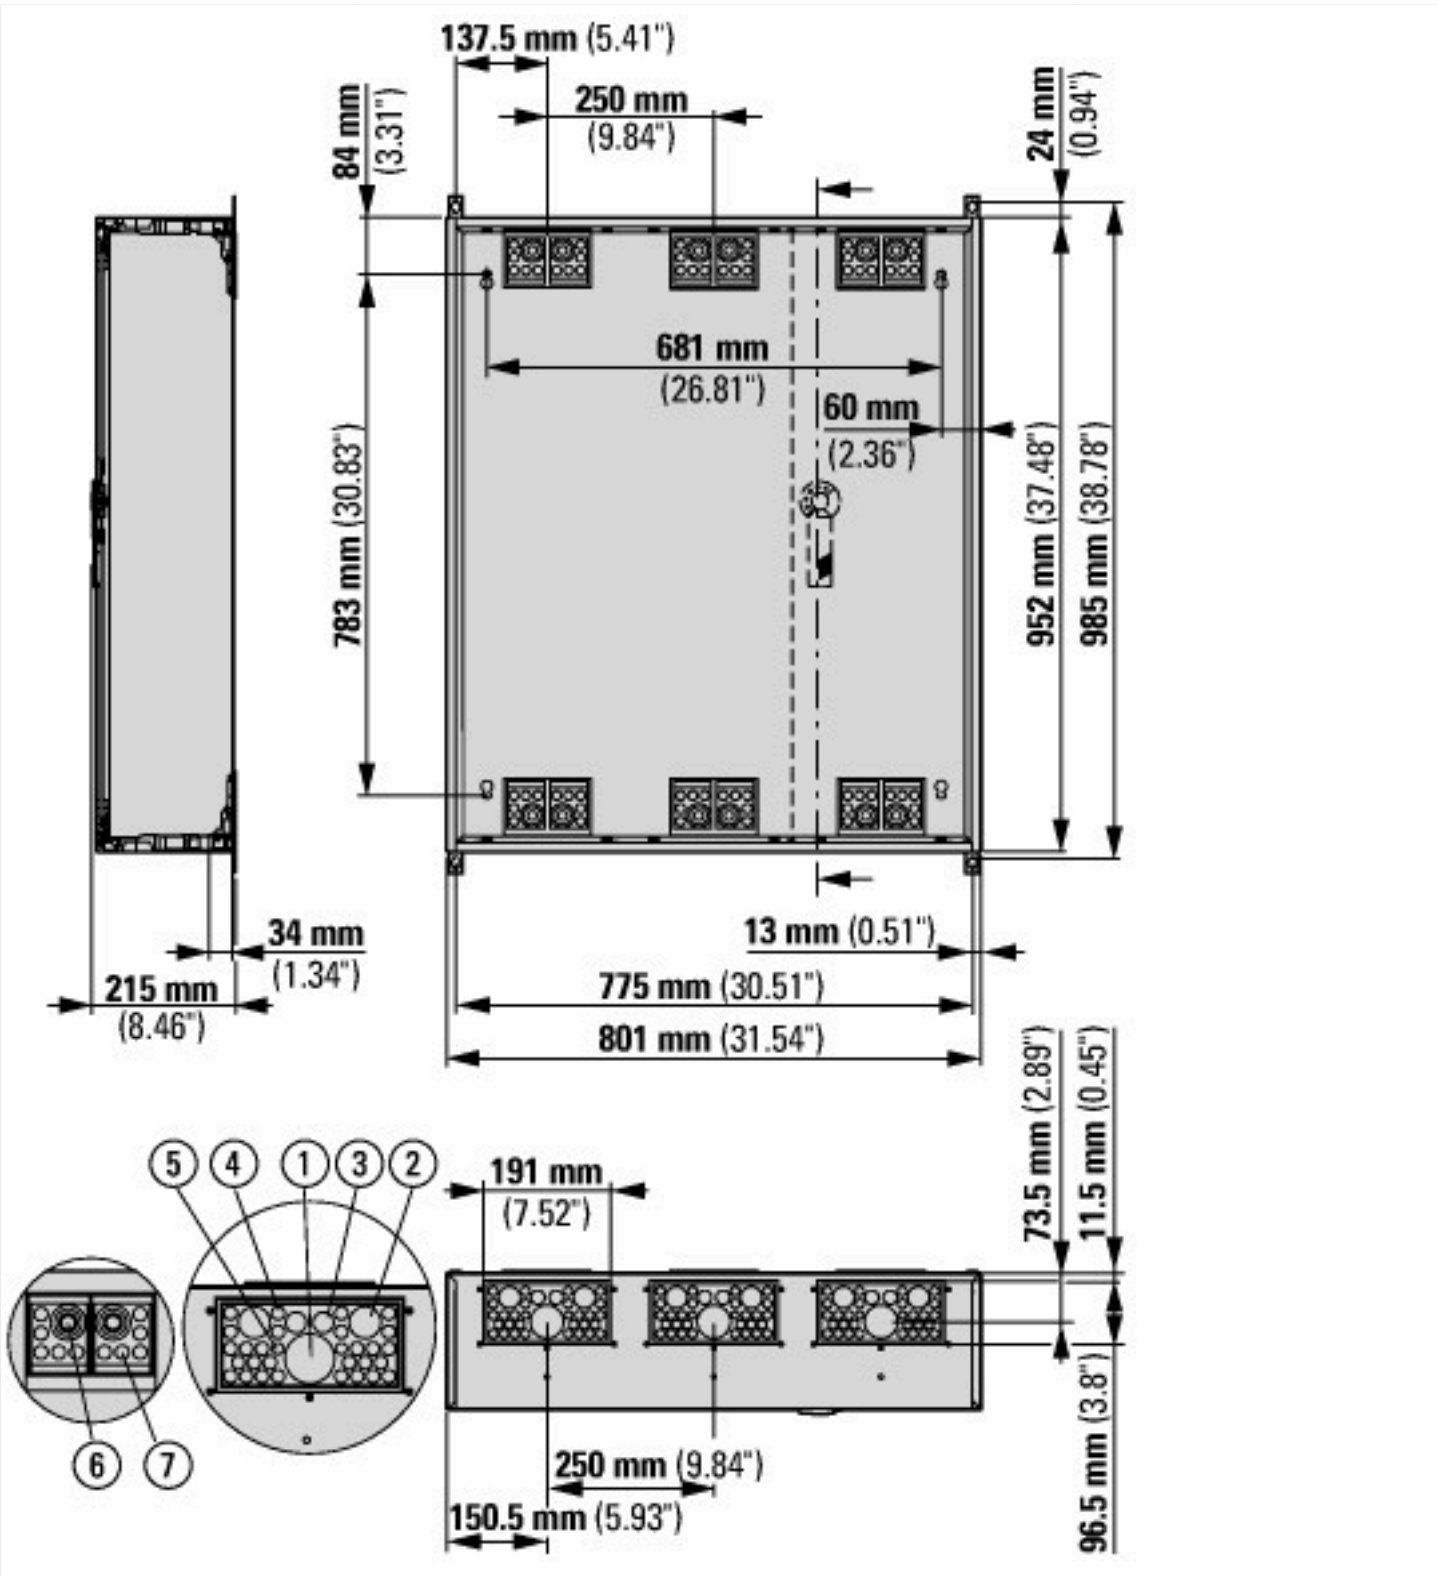 137.5 mm (5.41")
250 mm
(9.84")
84 mm
(3.31")
24 mm
(0.94")
681 mm
(26.81")
60 mm
(2.36")
783 mm (30.83")
952 mm (37.48")
985 mm (38.78")
34 mm
(1.34")
215 mm
(8.46")
13 mm (0.51")
775 mm (30.51")
801 mm (31.54")
73.5 mm (2.89")
11.5 mm (0.45")
5 4 1 3 2
191 mm
(7.52")
6 7
250 mm (9.84")
150.5 mm (5.93")
96.5 mm (3.8")